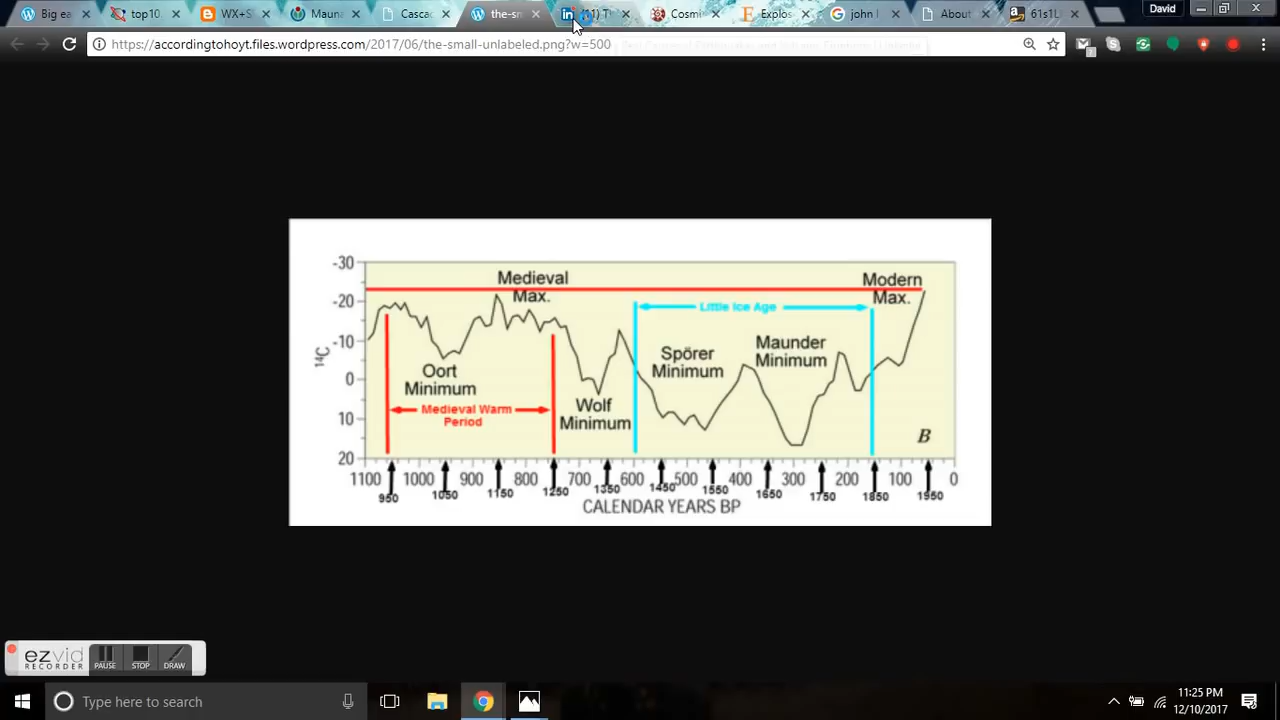 Big ea
top10
WX+S
Mauna
Cascac
the-sm
Cosmi
Explos
john l
About
61s1U
David
https://accordingtohoyt.files.wordpress.com/2017/06/the-small-unlabeled.png?w=500
Medieval
Max.
Modern
Max.
Little Ice Age
Oort
Minimum
Medieval Warm
Period
Wolf
Minimum
Spörer
Minimum
Maunder
Minimum
B
¹⁴C
-30
-20
-10
0
10
20
1100 1000 900 800 700 600 500 400 300 200 100 0
950 1050 1150 1250 1350 1450 1550 1650 1750 1850 1950
CALENDAR YEARS BP
ezvid
RECORDER
PAUSE STOP DRAW
Type here to search
11:25 PM
12/10/2017